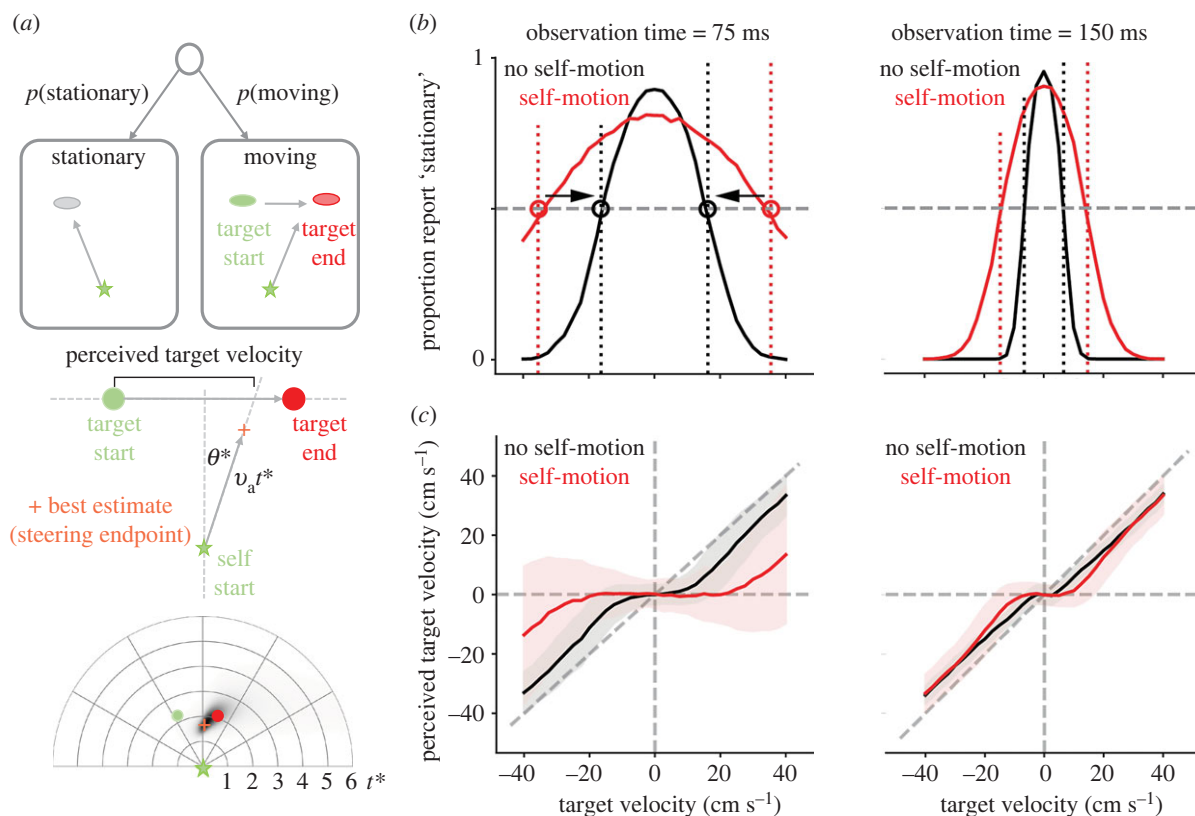 (a)
p(stationary)
p(moving)
stationary
moving
target
start
target
end
perceived target velocity
target
start
target
end
θ*
υₐt*
+ best estimate
(steering endpoint)
self
start
1 2 3 4 5 6 t*
(b)
observation time = 75 ms
observation time = 150 ms
proportion report 'stationary'
1
0
no self-motion
self-motion
no self-motion
self-motion
(c)
perceived target velocity (cm s⁻¹)
40
20
0
−20
−40
no self-motion
self-motion
no self-motion
self-motion
−40 −20 0 20 40
target velocity (cm s⁻¹)
−40 −20 0 20 40
target velocity (cm s⁻¹)